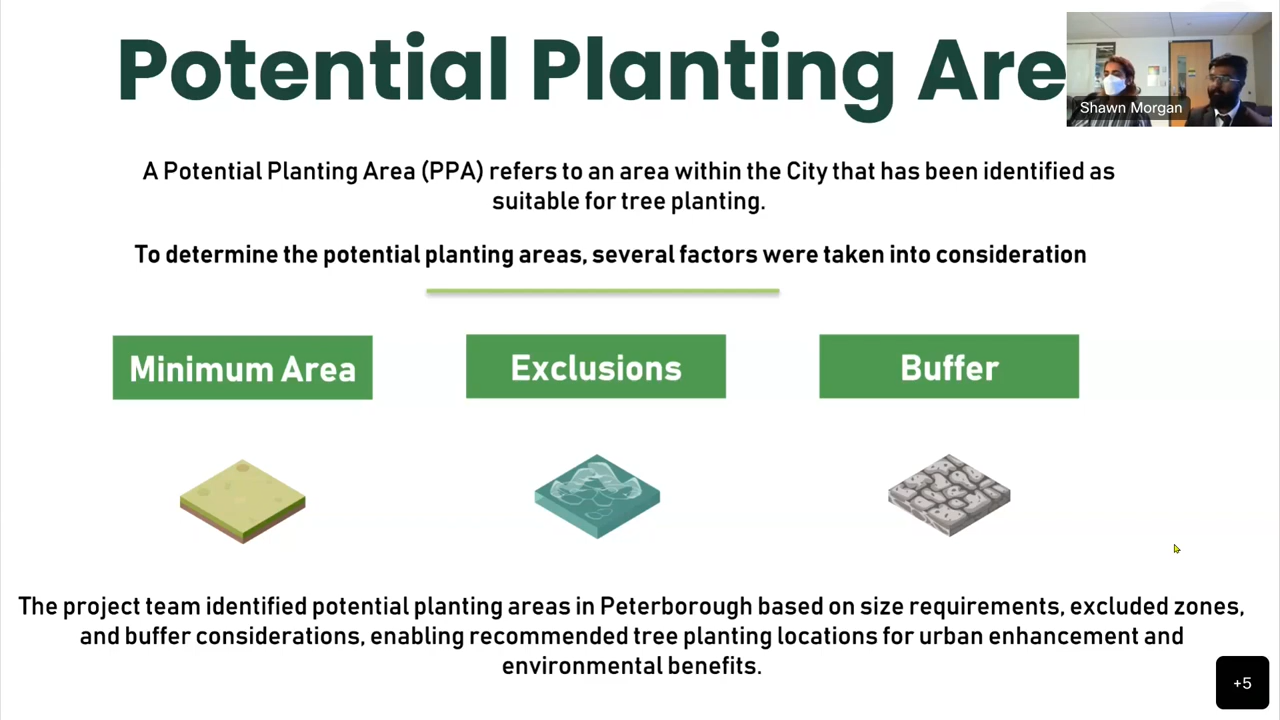 Potential Planting Are
Shawn Morgan
A Potential Planting Area (PPA) refers to an area within the City that has been identified as
suitable for tree planting.
To determine the potential planting areas, several factors were taken into consideration
Minimum Area
Exclusions
Buffer
The project team identified potential planting areas in Peterborough based on size requirements, excluded zones,
and buffer considerations, enabling recommended tree planting locations for urban enhancement and
environmental benefits.
+5